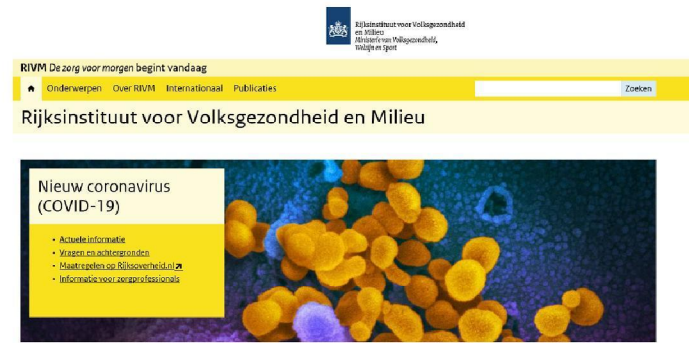 Rijksinstituut voor Volksgezondheid
en Milieu
Ministerie van Volksgezondheid,
Welzijn en Sport
RIVM De zorg voor morgen begint vandaag
Onderwerpen Over RIVM Internationaal Publicaties
Zoeken
Rijksinstituut voor Volksgezondheid en Milieu
Nieuw coronavirus
(COVID-19)
• Actuele informatie
• Vragen en achtergronden
• Maatregelen op Rijksoverheid.nl
• Informatie voor zorgprofessionals